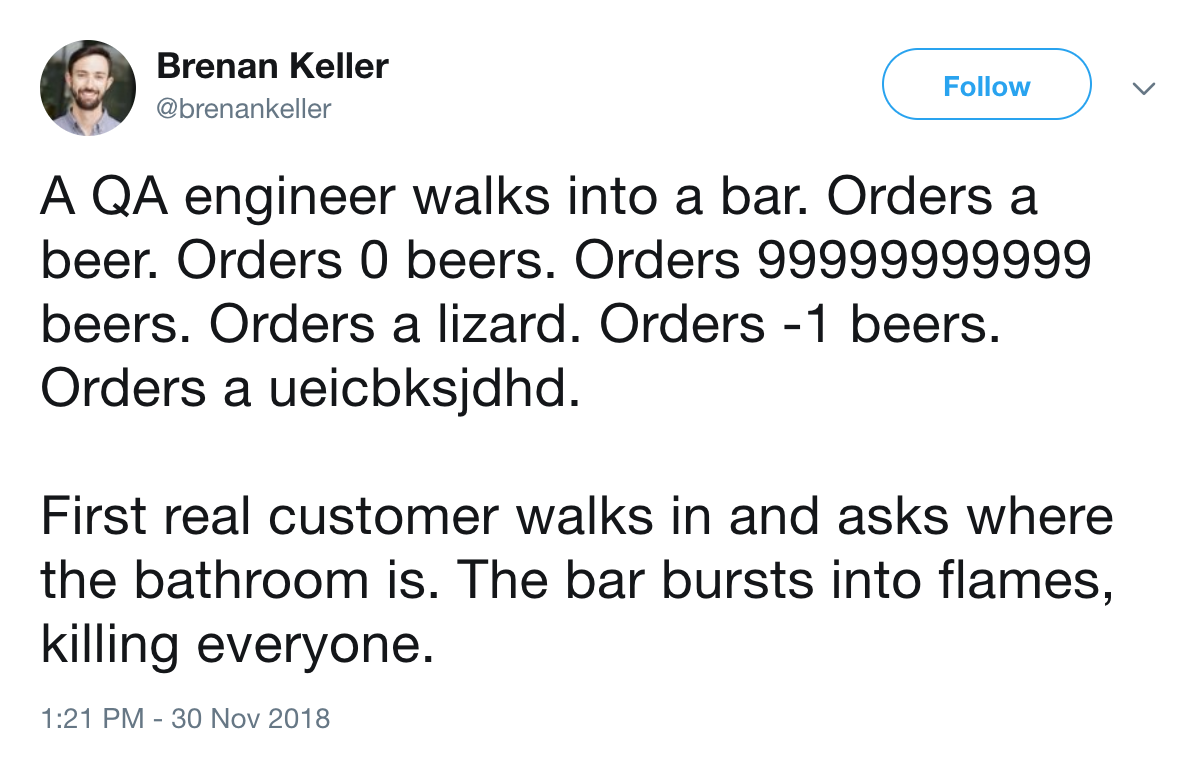 Brenan Keller
@brenankeller
Follow
A QA engineer walks into a bar. Orders a
beer. Orders 0 beers. Orders 99999999999
beers. Orders a lizard. Orders -1 beers.
Orders a ueicbksjdhd.
First real customer walks in and asks where
the bathroom is. The bar bursts into flames,
killing everyone.
1:21 PM - 30 Nov 2018